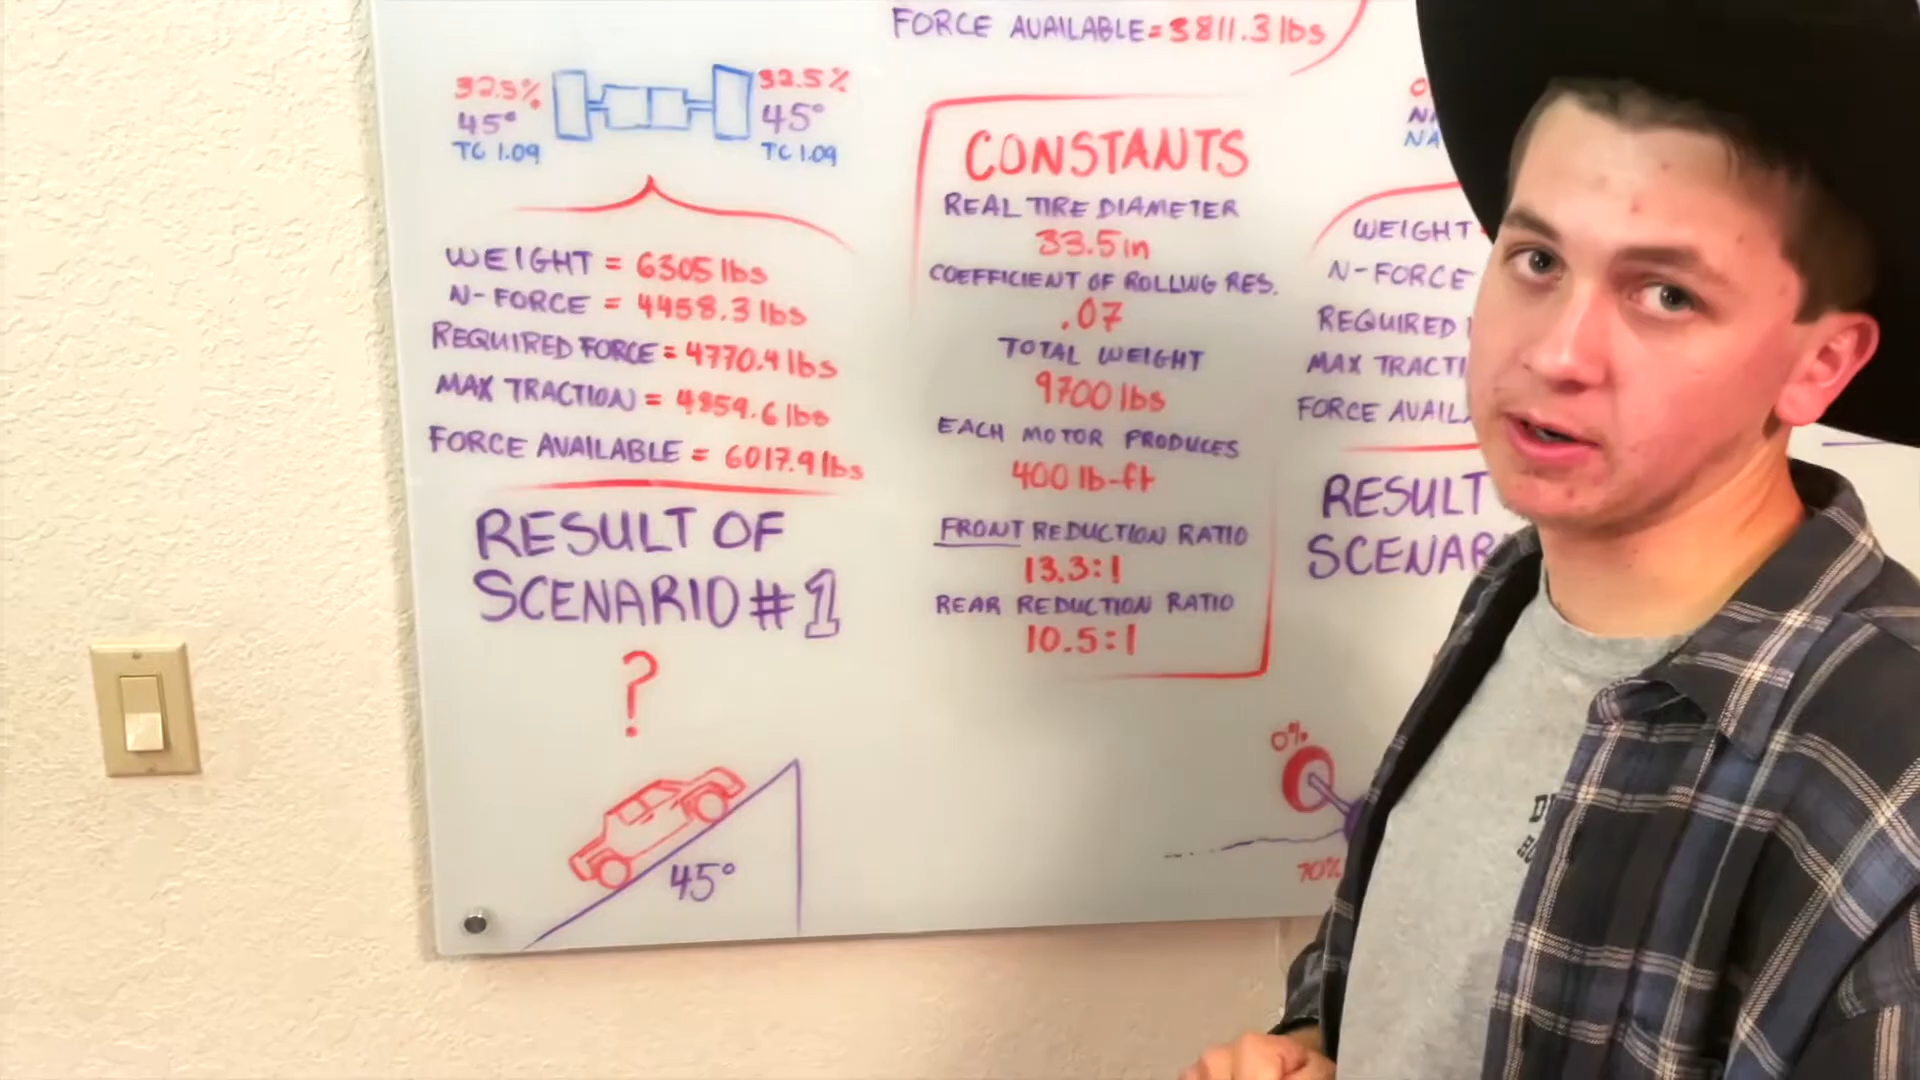 FORCE AVAILABLE=3811.3 lbs
32.5%
45°
TC 1.09
32.5%
45°
TC 1.09
WEIGHT = 6305 lbs
N-FORCE = 4458.3 lbs
REQUIRED FORCE = 4770.4 lbs
MAX TRACTION = 4859.6 lbs
FORCE AVAILABLE = 6017.9 lbs
RESULT OF
SCENARIO #1
?
45°
CONSTANTS
REAL TIRE DIAMETER
33.5 in
COEFFICIENT OF ROLLING RES.
.07
TOTAL WEIGHT
9700 lbs
EACH MOTOR PRODUCES
400 lb-ft
FRONT REDUCTION RATIO
13.3:1
REAR REDUCTION RATIO
10.5:1
WEIGHT
N-FORCE
REQUIRED
MAX TRACTI
FORCE AVAIL
RESULT
SCENAR
0%
70%